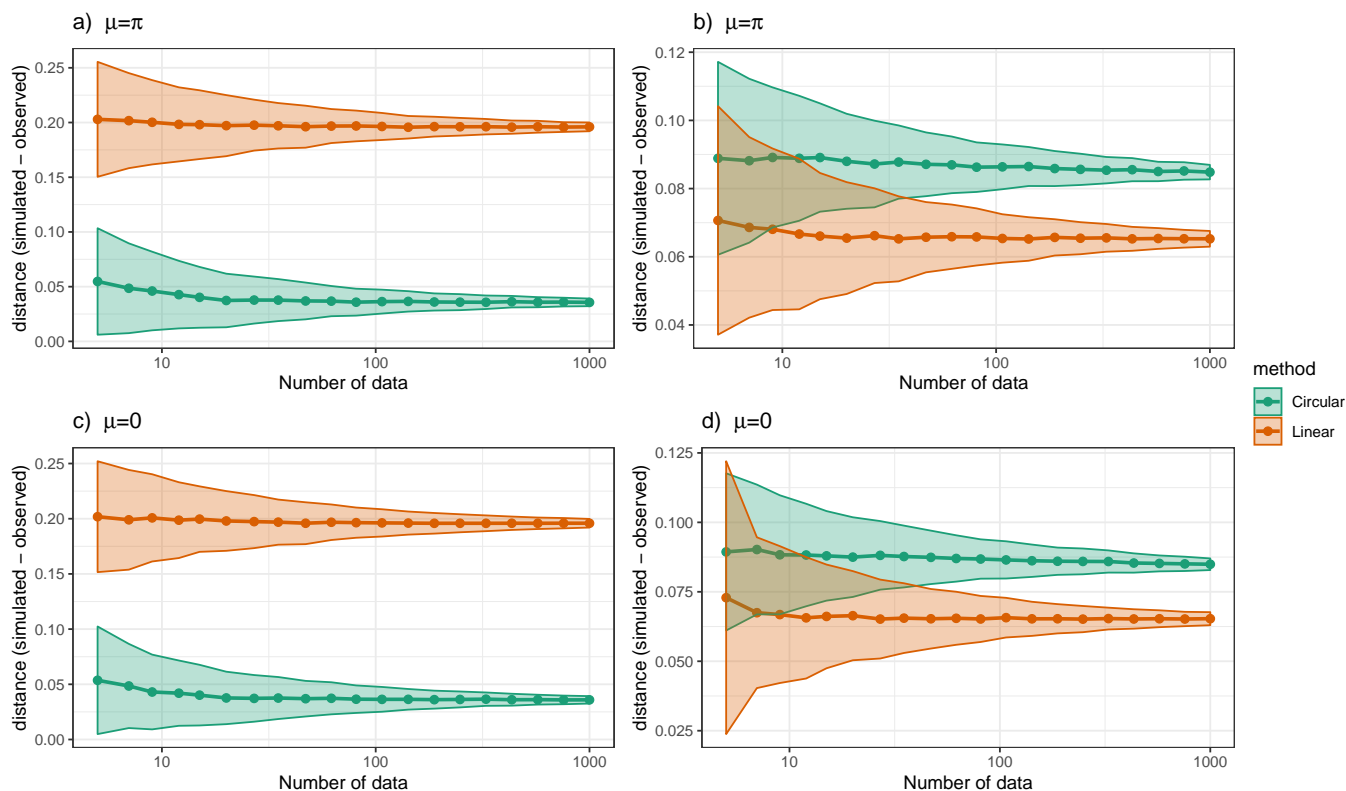 a) μ=π
distance (simulated − observed)
0.25
0.20
0.15
0.10
0.05
0.00
10 100 1000
Number of data
b) μ=π
distance (simulated − observed)
0.12
0.10
0.08
0.06
0.04
10 100 1000
Number of data
c) μ=0
distance (simulated − observed)
0.25
0.20
0.15
0.10
0.05
0.00
10 100 1000
Number of data
d) μ=0
distance (simulated − observed)
0.125
0.100
0.075
0.050
0.025
10 100 1000
Number of data
method
Circular
Linear